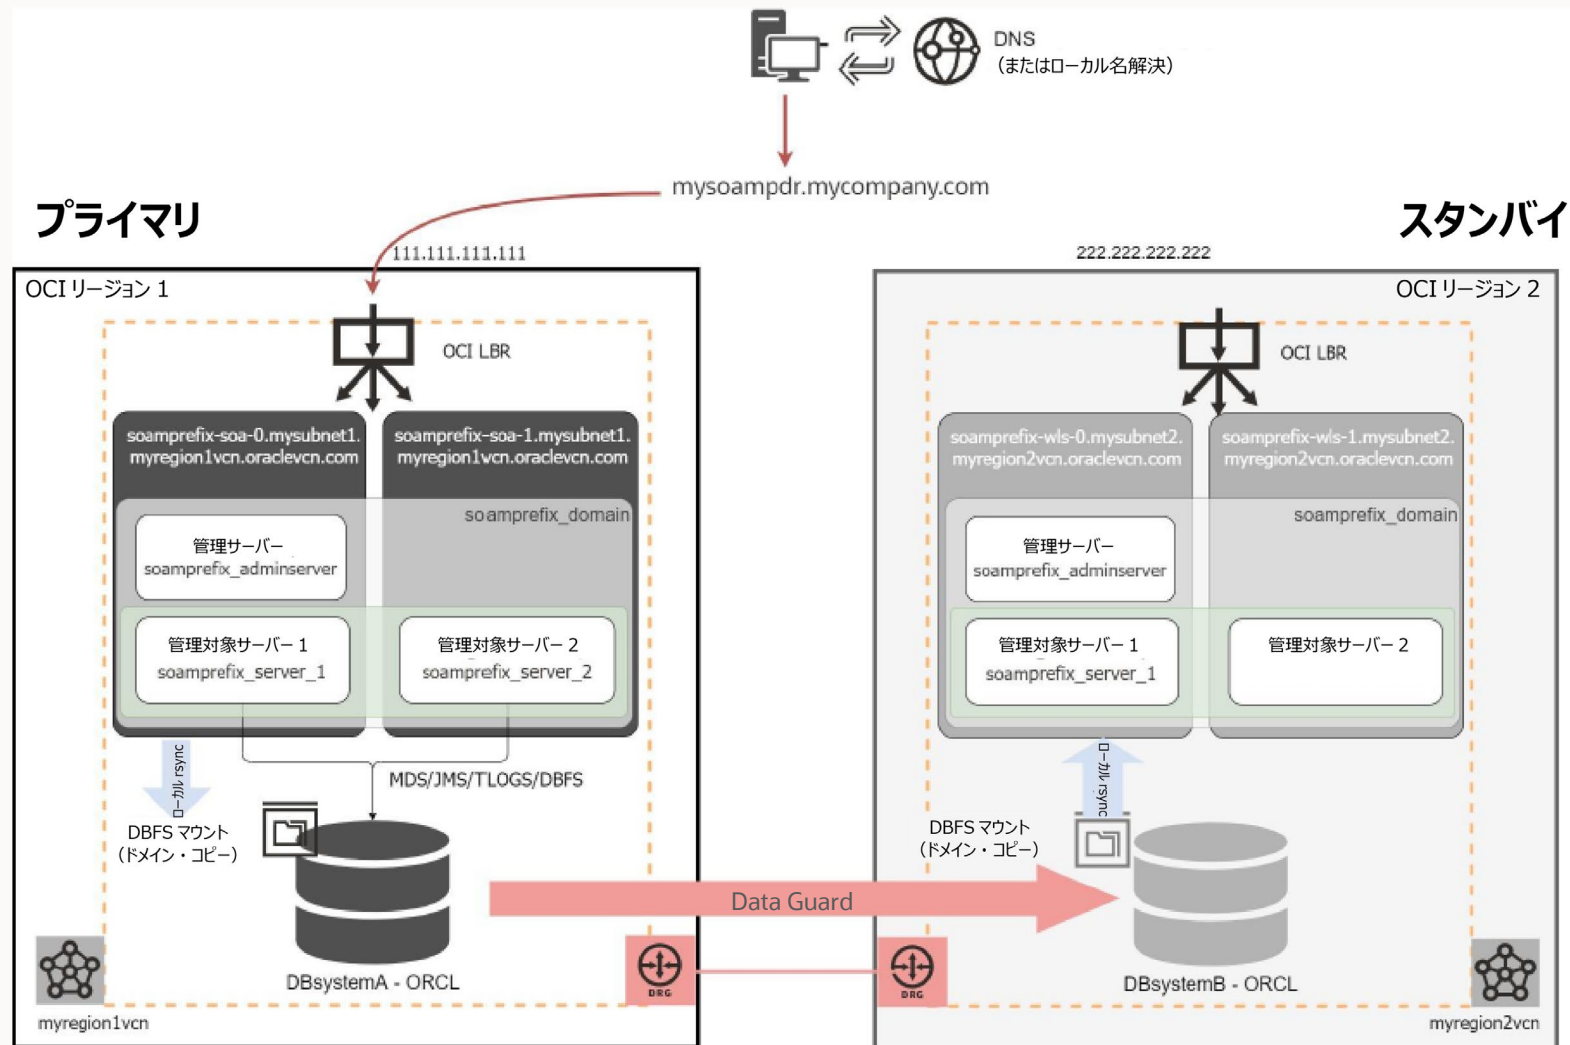 DNS
（またはローカル名解決）
mysoampdr.mycompany.com
プライマリ
スタンバイ
111.111.111.111
222.222.222.222
OCI リージョン 1
OCI LBR
soamprefix-soa-0.mysubnet1.
myregion1vcn.oraclevcn.com
soamprefix-soa-1.mysubnet1.
myregion1vcn.oraclevcn.com
soamprefix_domain
管理サーバー
soamprefix_adminserver
管理対象サーバー 1
soamprefix_server_1
管理対象サーバー 2
soamprefix_server_2
ローカル rsync
MDS/JMS/TLOGS/DBFS
DBFS マウント
（ドメイン・コピー）
DBsystemA - ORCL
DRG
myregion1vcn
Data Guard
OCI リージョン 2
OCI LBR
soamprefix-wls-0.mysubnet2.
myregion2vcn.oraclevcn.com
soamprefix-wls-1.mysubnet2.
myregion2vcn.oraclevcn.com
soamprefix_domain
管理サーバー
soamprefix_adminserver
管理対象サーバー 1
soamprefix_server_1
管理対象サーバー 2
ローカル rsync
DBFS マウント
（ドメイン・コピー）
DBsystemB - ORCL
DRG
myregion2vcn